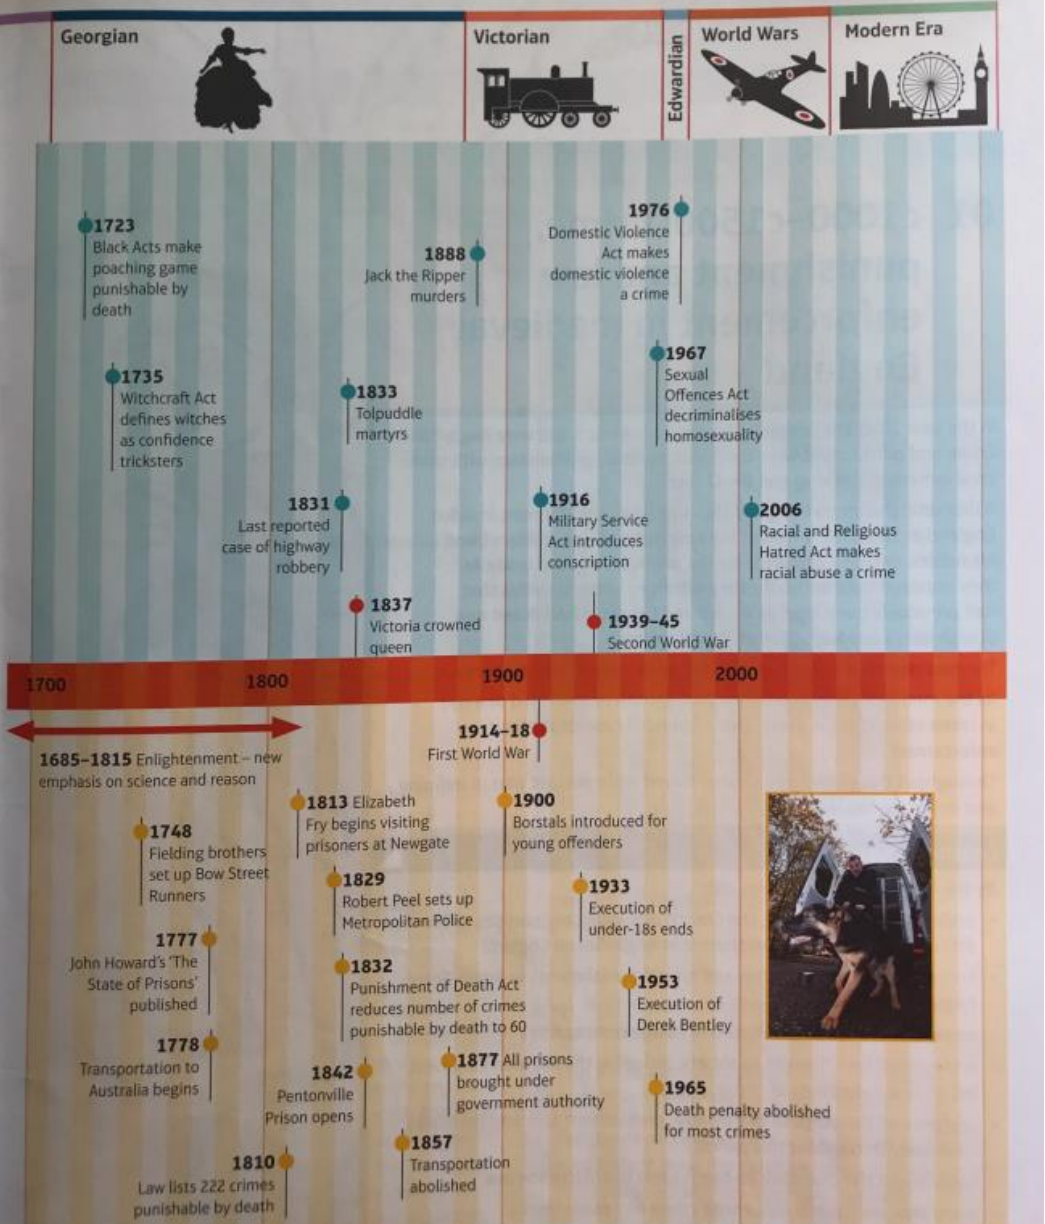 Georgian
Victorian
Edwardian
World Wars
Modern Era
1723
Black Acts make
poaching game
punishable by
death
1888
Jack the Ripper
murders
1976
Domestic Violence
Act makes
domestic violence
a crime
1735
Witchcraft Act
defines witches
as confidence
tricksters
1833
Tolpuddle
martyrs
1967
Sexual
Offences Act
decriminalises
homosexuality
1831
Last reported
case of highway
robbery
1916
Military Service
Act introduces
conscription
2006
Racial and Religious
Hatred Act makes
racial abuse a crime
1837
Victoria crowned
queen
1939–45
Second World War
1700
1800
1900
2000
1685–1815 Enlightenment – new
emphasis on science and reason
1914–18
First World War
1813 Elizabeth
Fry begins visiting
prisoners at Newgate
1900
Borstals introduced for
young offenders
1748
Fielding brothers
set up Bow Street
Runners
1829
Robert Peel sets up
Metropolitan Police
1933
Execution of
under-18s ends
1777
John Howard's 'The
State of Prisons'
published
1832
Punishment of Death Act
reduces number of crimes
punishable by death to 60
1953
Execution of
Derek Bentley
1778
Transportation to
Australia begins
1842
Pentonville
Prison opens
1877 All prisons
brought under
government authority
1965
Death penalty abolished
for most crimes
1857
Transportation
abolished
1810
Law lists 222 crimes
punishable by death